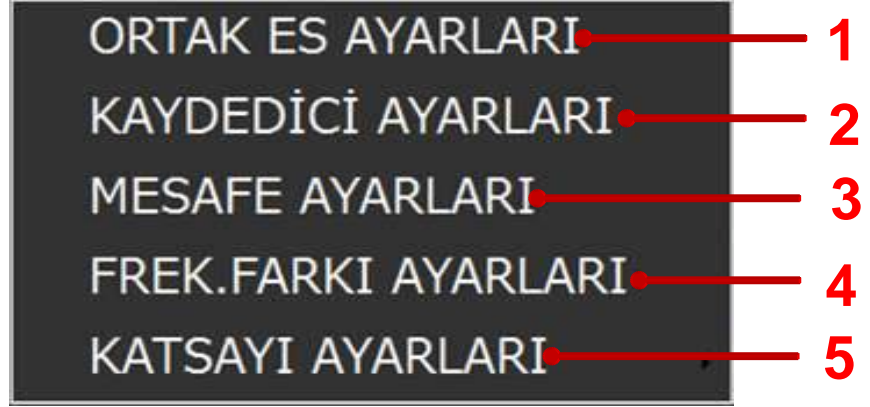 ORTAK ES AYARLARI 1
KAYDEDİCİ AYARLARI 2
MESAFE AYARLARI 3
FREK.FARKI AYARLARI 4
KATSAYI AYARLARI 5